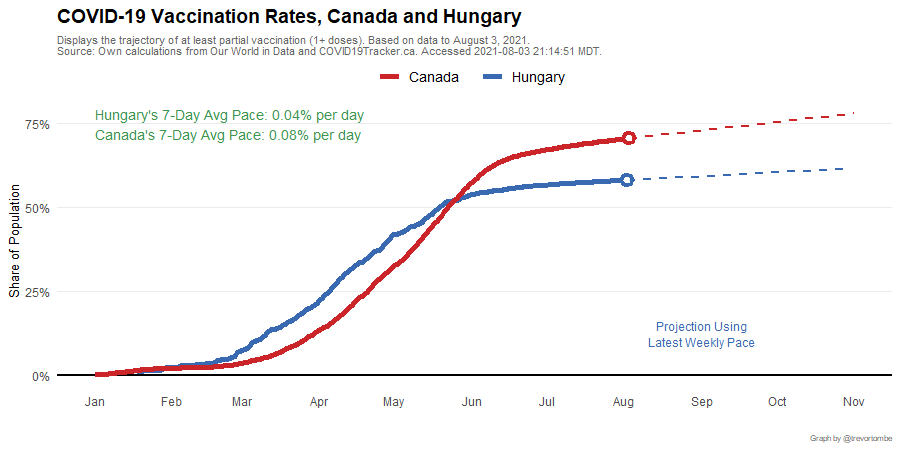 COVID-19 Vaccination Rates, Canada and Hungary
Displays the trajectory of at least partial vaccination (1+ doses). Based on data to August 3, 2021.
Source: Own calculations from Our World in Data and COVID19Tracker.ca. Accessed 2021-08-03 21:14:51 MDT.
Canada Hungary
Hungary's 7-Day Avg Pace: 0.04% per day
Canada's 7-Day Avg Pace: 0.08% per day
75%
50%
25%
0%
Share of Population
Projection Using
Latest Weekly Pace
Jan Feb Mar Apr May Jun Jul Aug Sep Oct Nov
Graph by @trevortombe